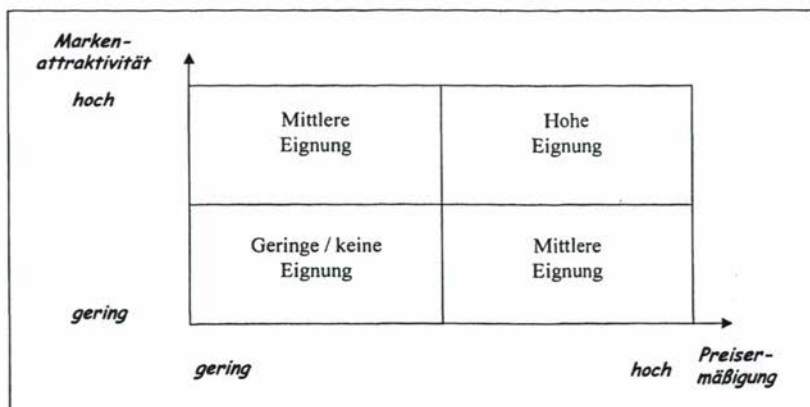 Marken-
attraktivität
hoch
Mittlere
Eignung
Hohe
Eignung
Geringe / keine
Eignung
Mittlere
Eignung
gering
gering
hoch
Preiser-
mäßigung